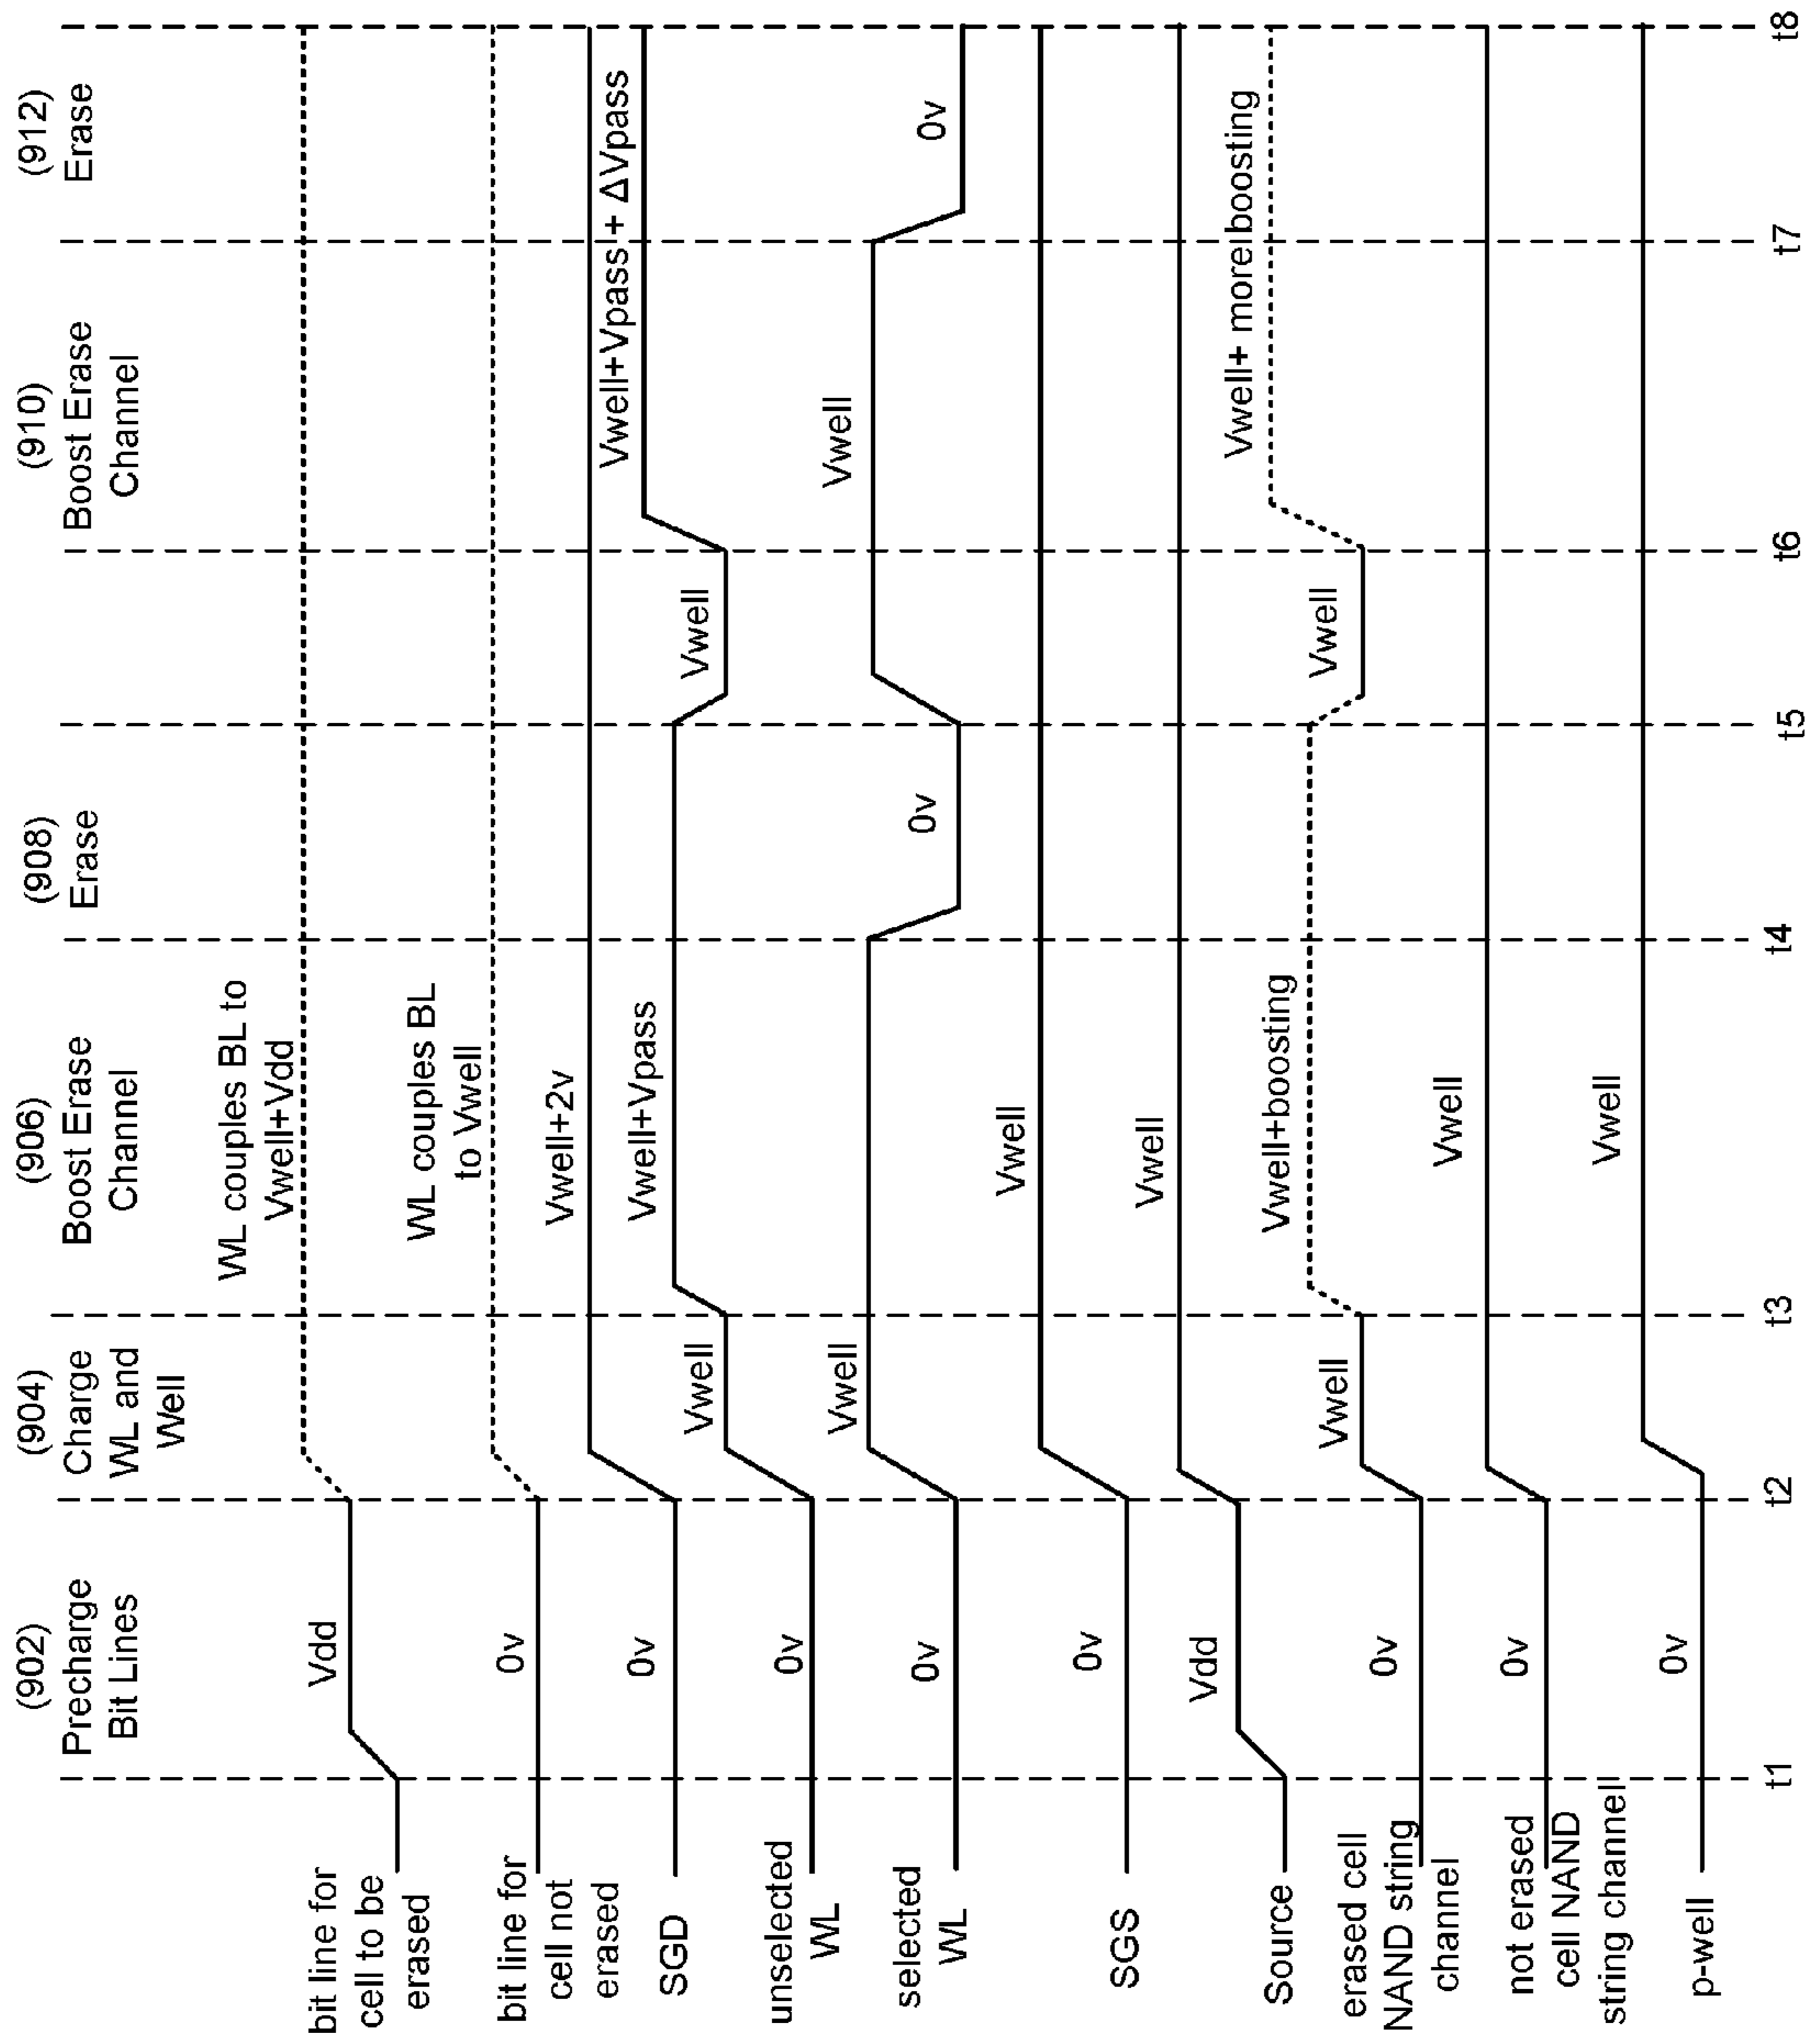 (902)
Precharge
Bit Lines
(904)
Charge
WL and
Well
(906)
Boost Erase
Channel
(908)
Erase
(910)
Boost Erase
Channel
(912)
Erase
bit line for
cell to be
erased
Vdd
WL couples BL to
Vwell+Vdd
bit line for
cell not
erased
0v
WL couples BL
to Vwell
SGD
0v
Vwell+2v
unselected
WL
0v
Vwell
Vwell+Vpass
Vwell
Vwell+Vpass + ΔVpass
selected
WL
0v
Vwell
0v
Vwell
0v
SGS
0v
Vwell
Source
Vdd
Vwell
erased cell
NAND string
channel
0v
Vwell
Vwell+boosting
Vwell
Vwell+ more boosting
not erased
cell NAND
string channel
0v
Vwell
p-well
0v
Vwell
t1
t2
t3
t4
t5
t6
t7
t8